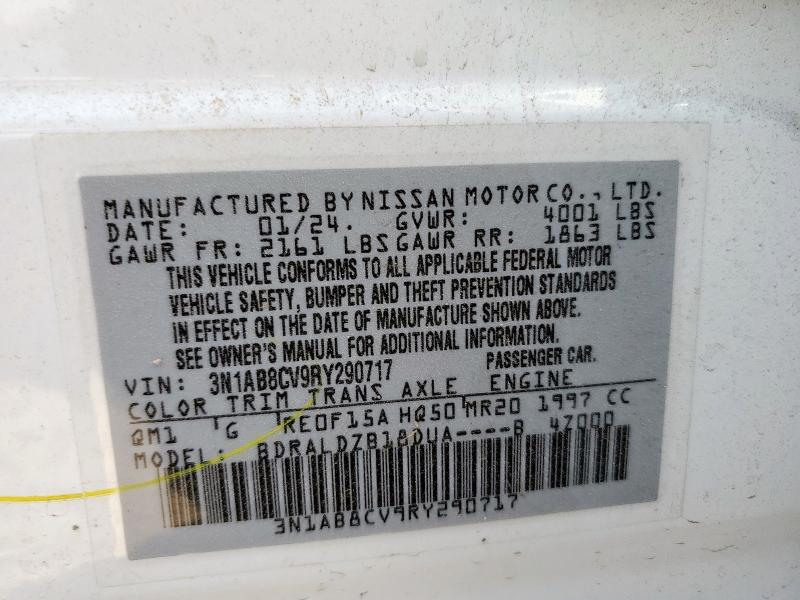 MANUFACTURED BY NISSAN MOTOR CO., LTD.
DATE: 01/24. GVWR: 4001 LBS
GAWR FR: 2161 LBS GAWR RR: 1863 LBS
THIS VEHICLE CONFORMS TO ALL APPLICABLE FEDERAL MOTOR
VEHICLE SAFETY, BUMPER AND THEFT PREVENTION STANDARDS
IN EFFECT ON THE DATE OF MANUFACTURE SHOWN ABOVE.
SEE OWNER'S MANUAL FOR ADDITIONAL INFORMATION.
VIN: 3N1AB8CV9RY290717 PASSENGER CAR.
COLOR TRIM TRANS AXLE ENGINE
QM1 G RE0F15A HQ50 MR20 1997 CC
MODEL: BDRALDZB18DUA----B 4Z000
3N1AB8CV9RY290717